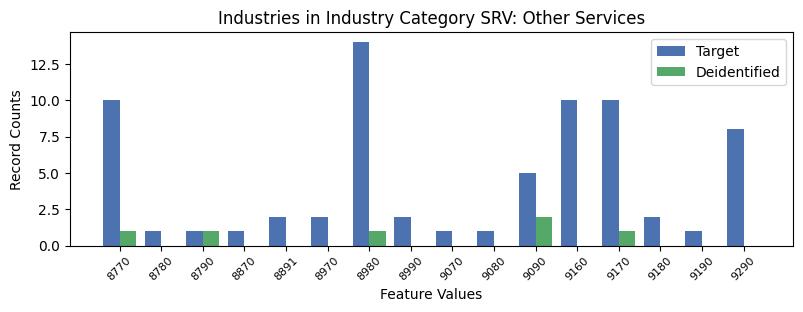 Industries in Industry Category SRV: Other Services
Target
Deidentified
12.5
10.0
7.5
5.0
2.5
0.0
Record Counts
8770 8780 8790 8870 8891 8970 8980 8990 9070 9080 9090 9160 9170 9180 9190 9290
Feature Values